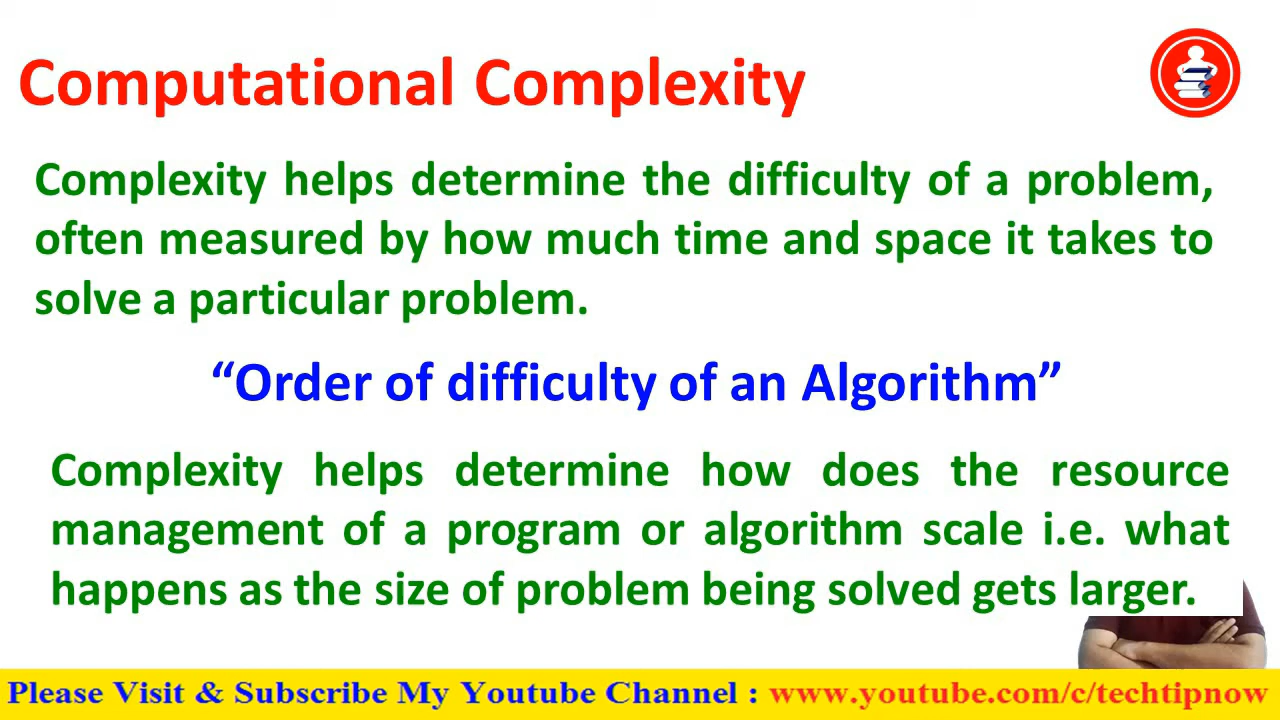 Computational Complexity
Complexity helps determine the difficulty of a problem,
often measured by how much time and space it takes to
solve a particular problem.
“Order of difficulty of an Algorithm”
Complexity helps determine how does the resource
management of a program or algorithm scale i.e. what
happens as the size of problem being solved gets larger.
Please Visit & Subscribe My Youtube Channel : www.youtube.com/c/techtipnow